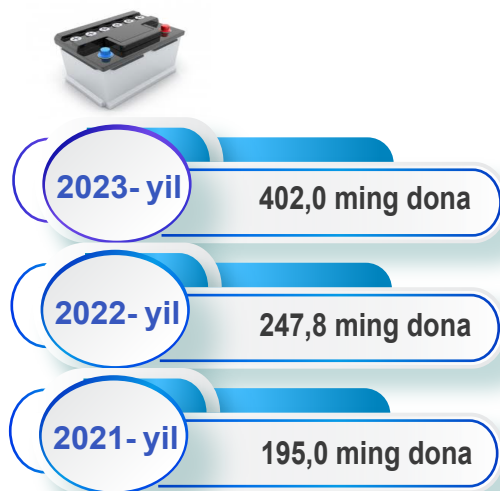 2023- yil
402,0 ming dona
2022- yil
247,8 ming dona
2021- yil
195,0 ming dona